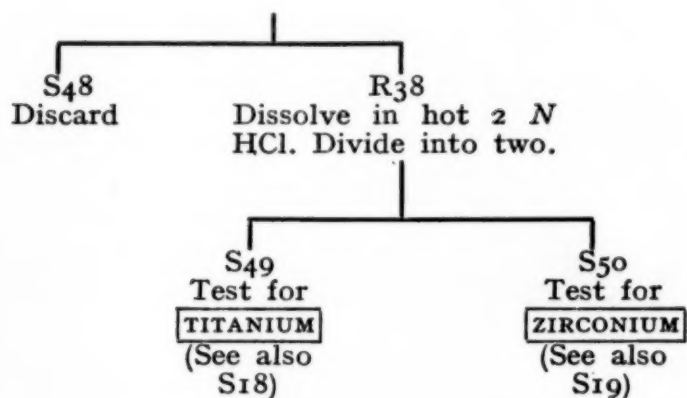 S48
Discard
R38
Dissolve in hot 2 N
HCl. Divide into two.
S49
Test for
TITANIUM
(See also
S18)
S50
Test for
ZIRCONIUM
(See also
S19)